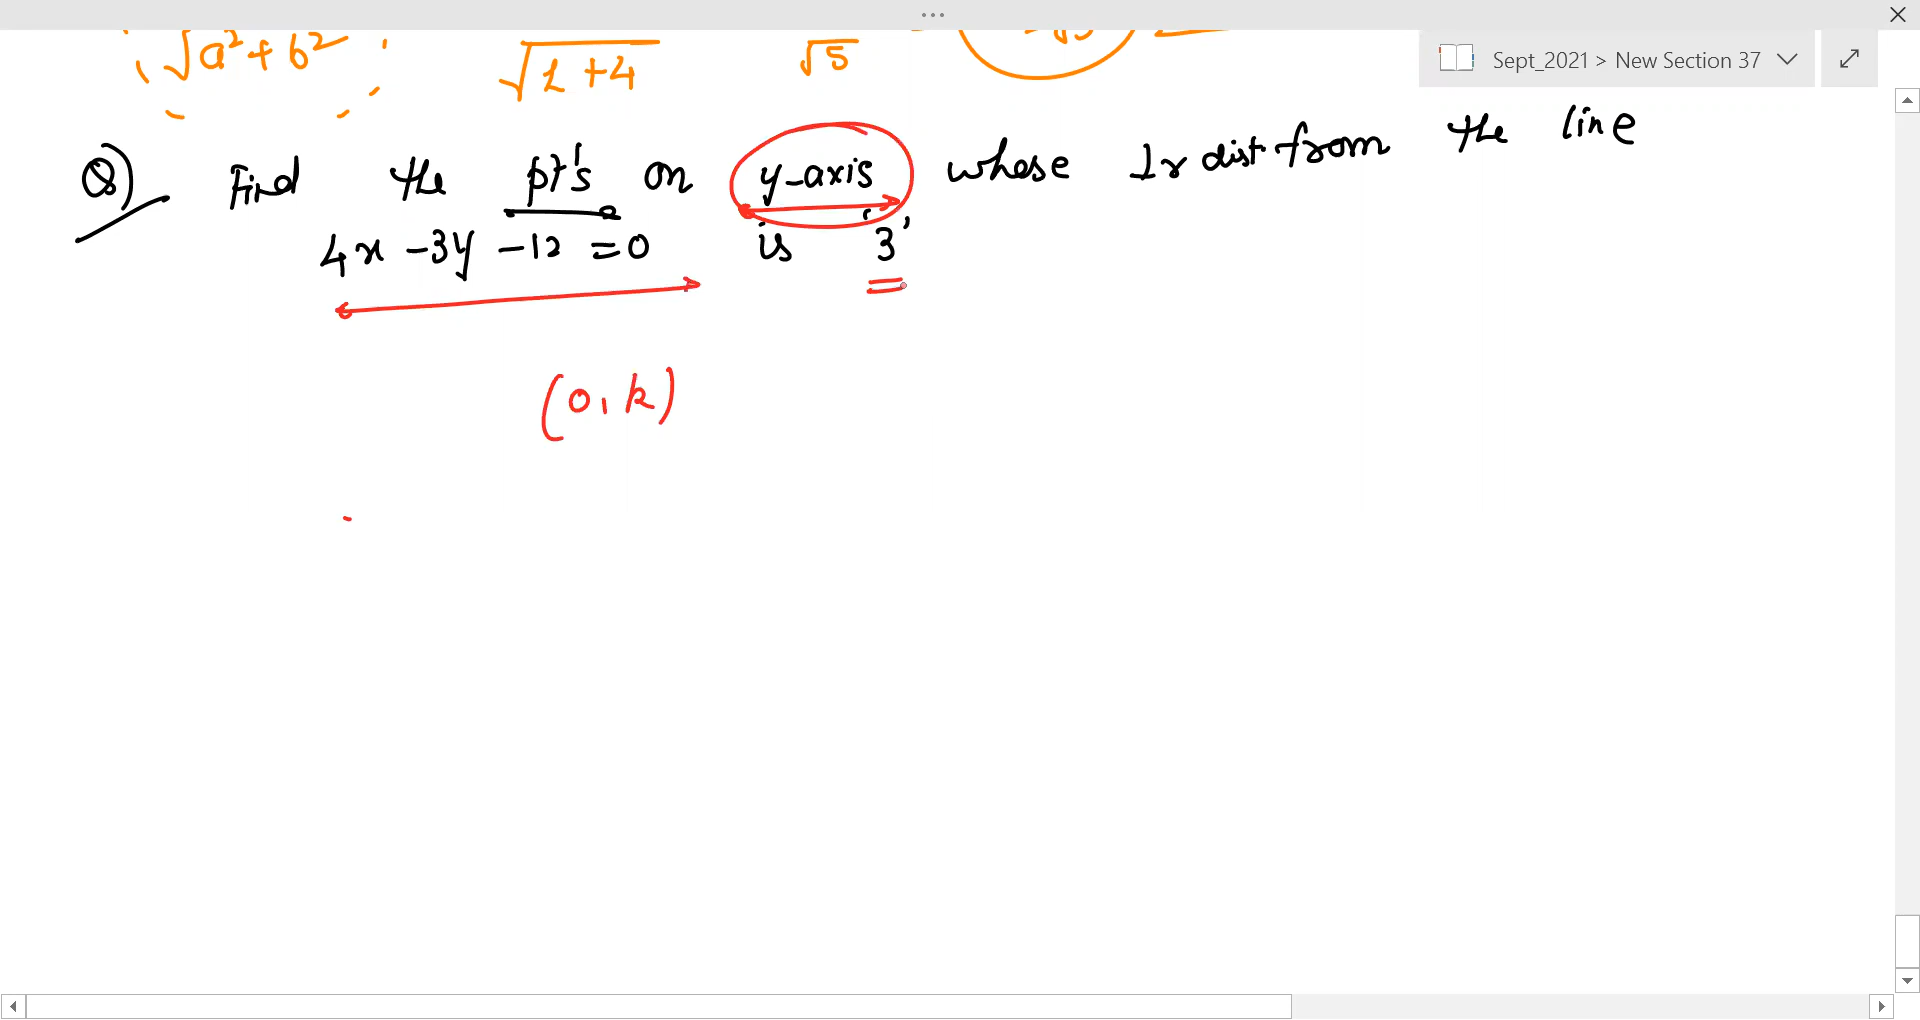 √a²+b² √1+4 √5
Sept_2021 > New Section 37
Q) Find the pt's on y-axis whose ⊥r dist from the line
4x -3y -12 =0 is '3'
(0, k)